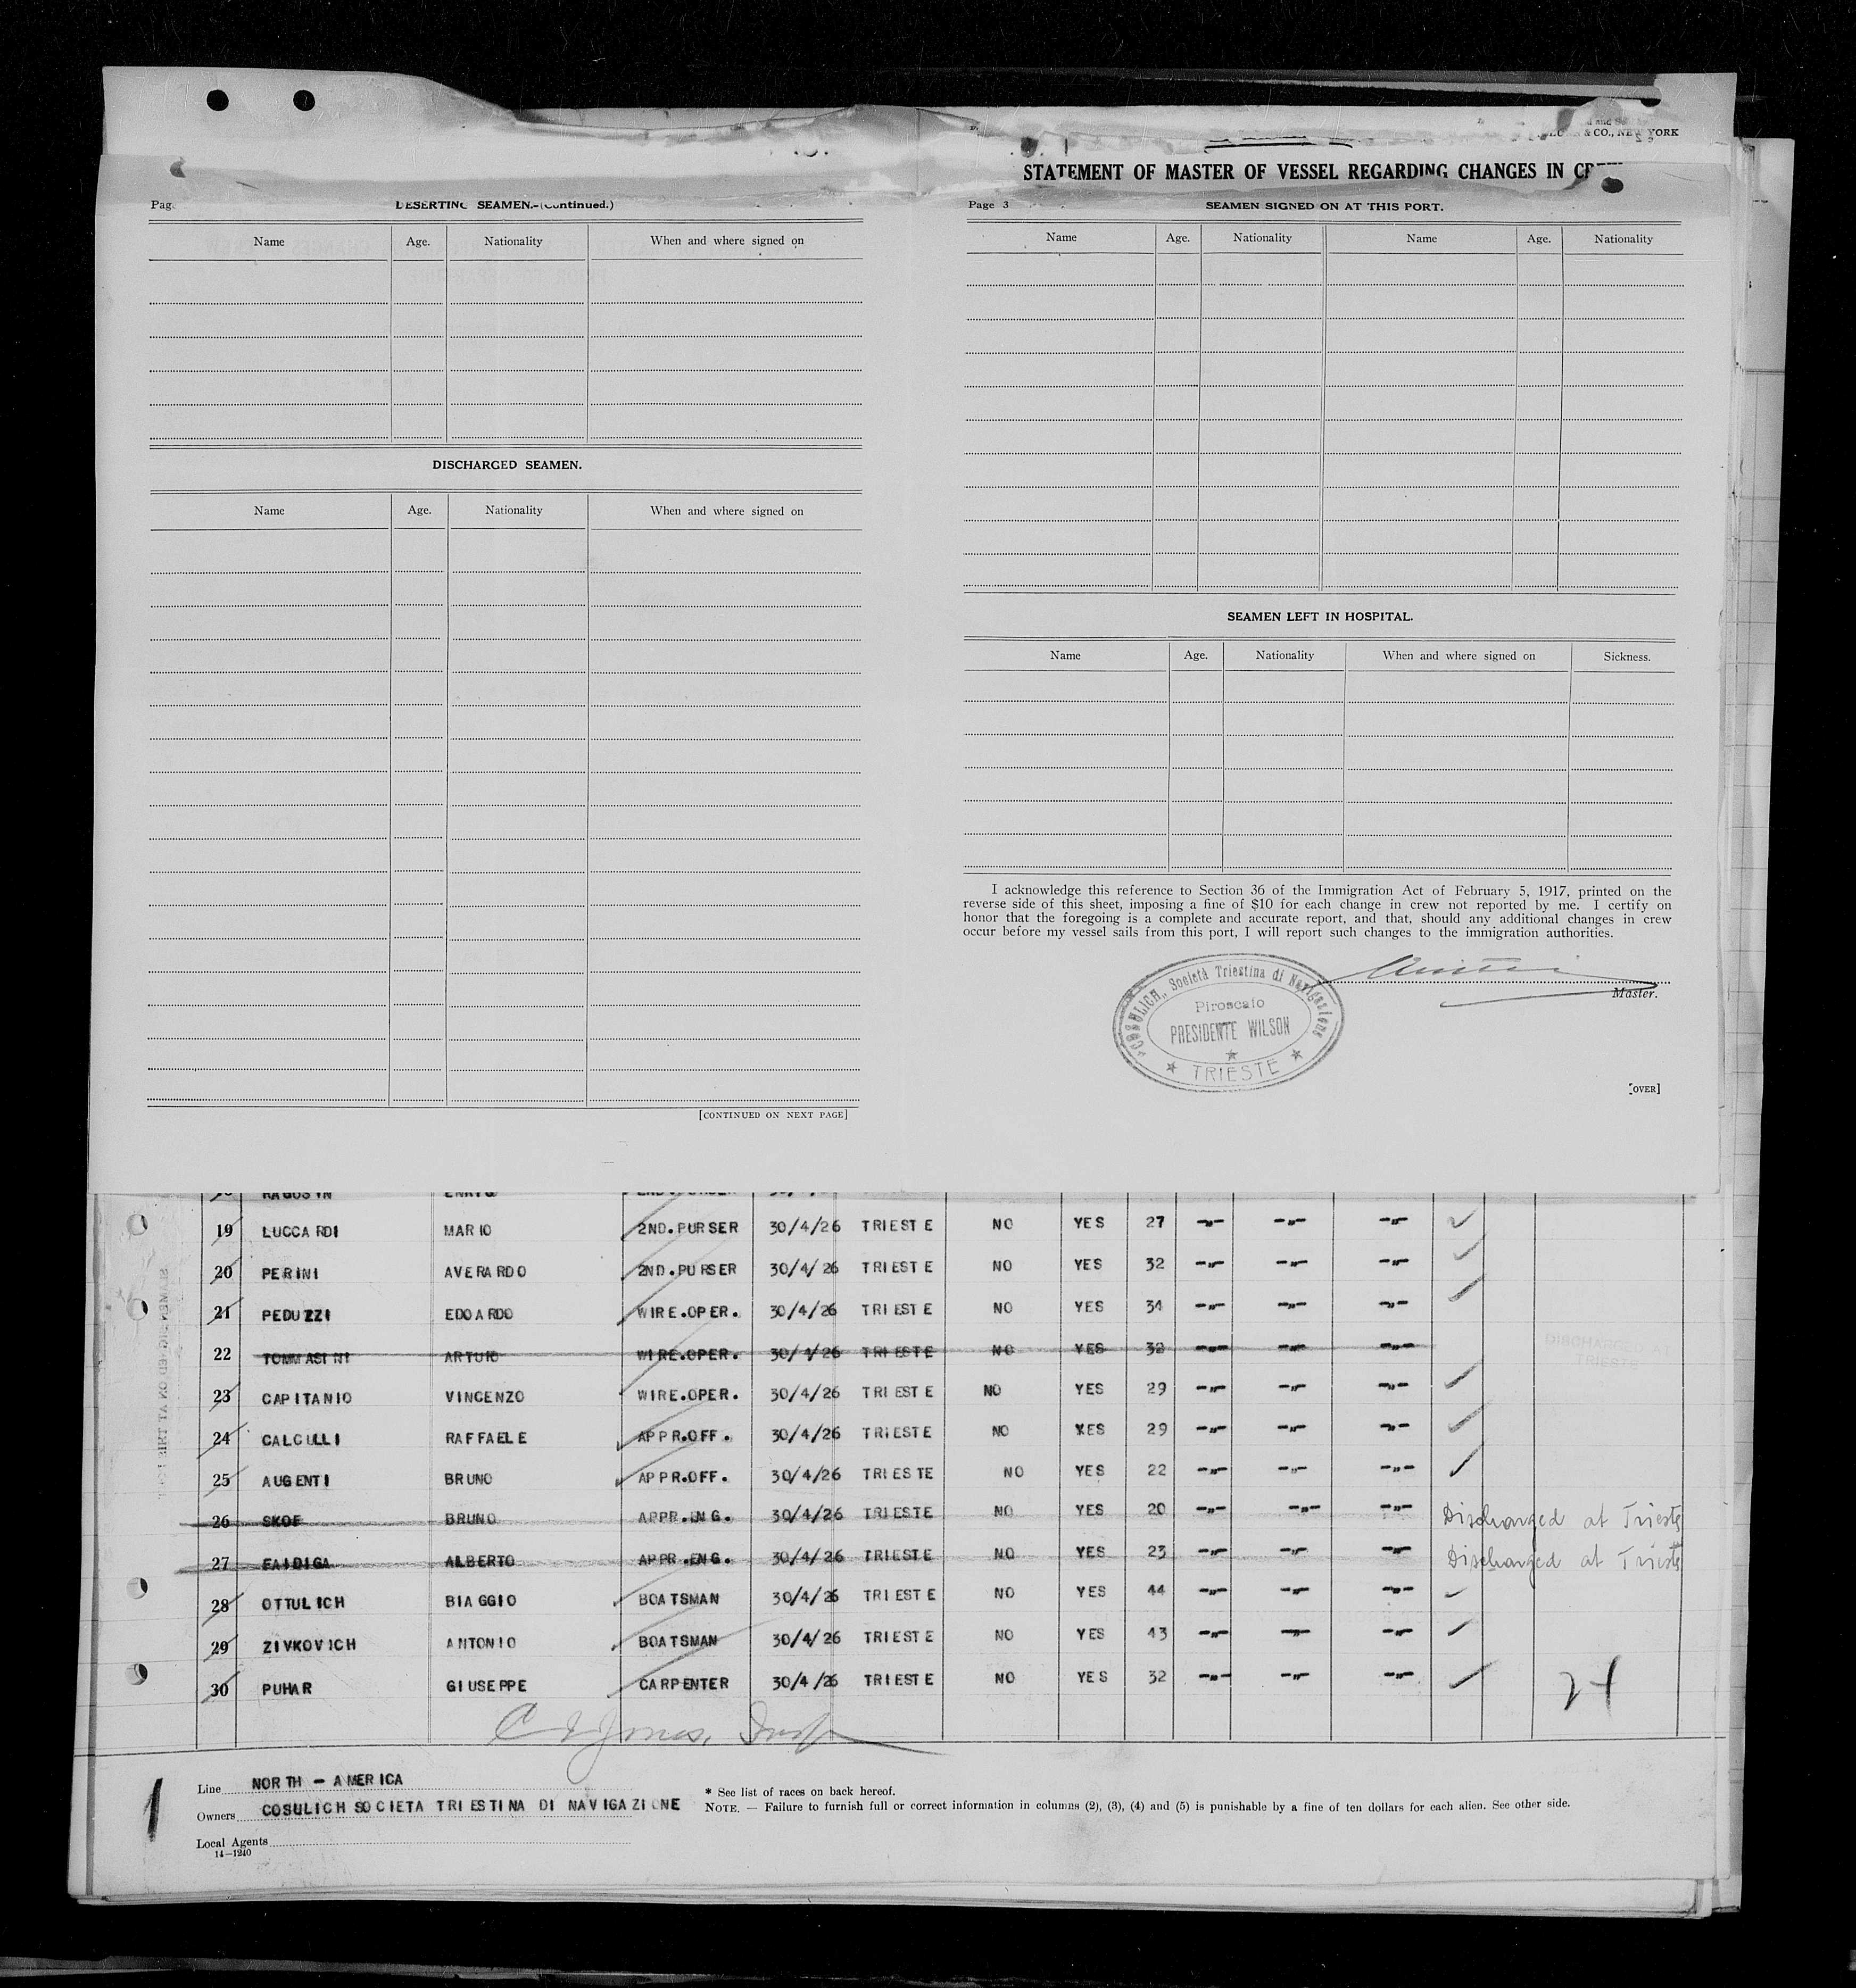 & CO., NEW YORK
STATEMENT OF MASTER OF VESSEL REGARDING CHANGES IN
DESERTING SEAMEN.-(Continued.)
Name Age. Nationality When and where signed on
DISCHARGED SEAMEN.
Name Age. Nationality When and where signed on
[CONTINUED ON NEXT PAGE]
Page 3
SEAMEN SIGNED ON AT THIS PORT.
Name Age. Nationality Name Age. Nationality
SEAMEN LEFT IN HOSPITAL.
Name Age. Nationality When and where signed on Sickness.
I acknowledge this reference to Section 36 of the Immigration Act of February 5, 1917, printed on the
reverse side of this sheet, imposing a fine of $10 for each change in crew not reported by me. I certify on
honor that the foregoing is a complete and accurate report, and that, should any additional changes in crew
occur before my vessel sails from this port, I will report such changes to the immigration authorities.
Master.
"COSULICH" Società Triestina di Navigazione
Piroscafo
PRESIDENTE WILSON
TRIESTE
[OVER]
19 LUCCARDI MARIO 2ND.PURSER 30/4/26 TRIESTE NO YES 27 -"- -"- -"-
20 PERINI AVERARDO 2ND.PURSER 30/4/26 TRIESTE NO YES 32 -"- -"- -"-
21 PEDUZZI EDOARDO WIRE.OPER. 30/4/26 TRIESTE NO YES 34 -"- -"- -"-
22 TOMMASINI ARTURO WIRE.OPER. 30/4/26 TRIESTE NO YES 32 -"- -"- -"- DISCHARGED AT
TRIESTE
23 CAPITANIO VINCENZO WIRE.OPER. 30/4/26 TRIESTE NO YES 29 -"- -"- -"-
24 CALCULLI RAFFAELE APPR.OFF. 30/4/26 TRIESTE NO YES 29 -"- -"- -"-
25 AUGENTI BRUNO APPR.OFF. 30/4/26 TRIESTE NO YES 22 -"- -"- -"-
26 SKOF BRUNO APPR.ENG. 30/4/26 TRIESTE NO YES 20 -"- -"- -"- Discharged at Trieste
27 FAIDIGA ALBERTO APPR.ENG. 30/4/26 TRIESTE NO YES 23 -"- -"- -"- Discharged at Trieste
28 OTTULICH BIAGGIO BOATSMAN 30/4/26 TRIESTE NO YES 44 -"- -"- -"-
29 ZIVKOVICH ANTONIO BOATSMAN 30/4/26 TRIESTE NO YES 43 -"- -"- -"-
30 PUHAR GIUSEPPE CARPENTER 30/4/26 TRIESTE NO YES 32 -"- -"- -"-
24
1
Line NORTH - AMERICA
Owners COSULICH SOCIETA TRIESTINA DI NAVIGAZIONE
Local Agents
14-1240
* See list of races on back hereof.
NOTE. — Failure to furnish full or correct information in columns (2), (3), (4) and (5) is punishable by a fine of ten dollars for each alien. See other side.